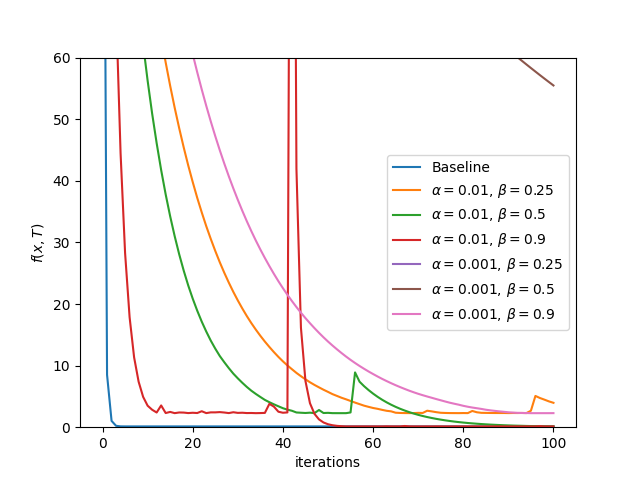 60
50
40
30
20
10
0
f(x, T)
Baseline
α = 0.01, β = 0.25
α = 0.01, β = 0.5
α = 0.01, β = 0.9
α = 0.001, β = 0.25
α = 0.001, β = 0.5
α = 0.001, β = 0.9
0 20 40 60 80 100
iterations